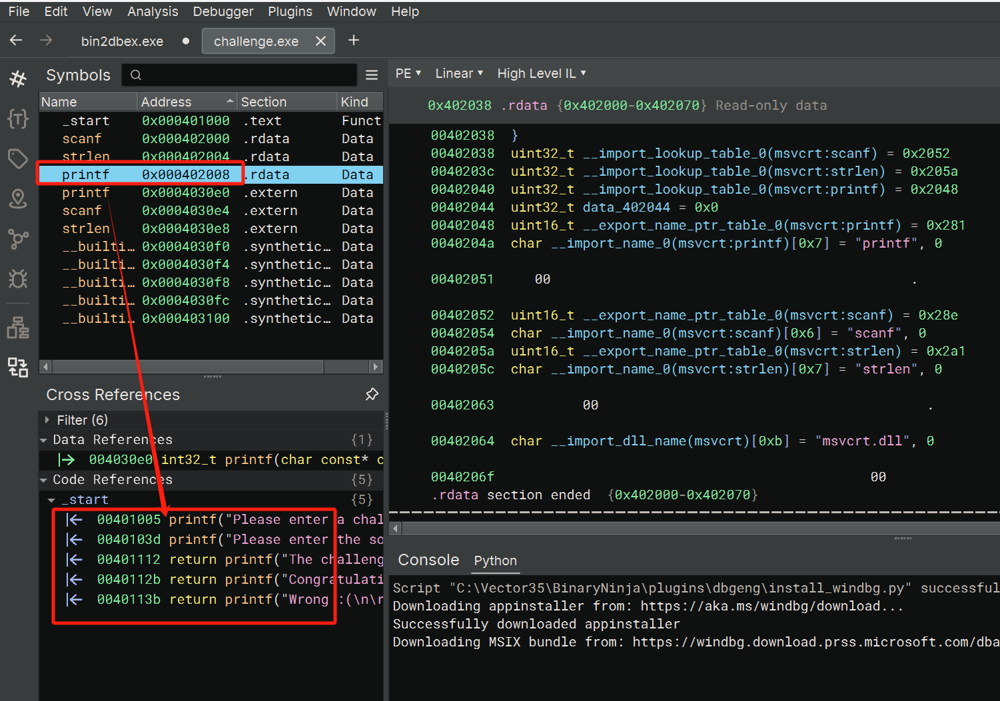 File Edit View Analysis Debugger Plugins Window Help
bin2dbex.exe challenge.exe
Symbols
Name Address Section Kind
_start 0x000401000 .text Funct
scanf 0x000402000 .rdata Data
strlen 0x000402004 .rdata Data
printf 0x000402008 .rdata Data
printf 0x0004030e0 .extern Data
scanf 0x0004030e4 .extern Data
strlen 0x0004030e8 .extern Data
__builti… 0x0004030f0 .synthetic… Data
__builti… 0x0004030f4 .synthetic… Data
__builti… 0x0004030f8 .synthetic… Data
__builti… 0x0004030fc .synthetic… Data
__builti… 0x000403100 .synthetic… Data
Cross References
Filter (6)
Data References {1}
004030e0 int32_t printf(char const* c
Code References {5}
_start {5}
00401005 printf("Please enter a chal
0040103d printf("Please enter the so
00401112 return printf("The challeng
0040112b return printf("Congratulati
0040113b return printf("Wrong :(\n\r
PE Linear High Level IL
0x402038 .rdata {0x402000-0x402070} Read-only data
00402038 }
00402038 uint32_t __import_lookup_table_0(msvcrt:scanf) = 0x2052
0040203c uint32_t __import_lookup_table_0(msvcrt:strlen) = 0x205a
00402040 uint32_t __import_lookup_table_0(msvcrt:printf) = 0x2048
00402044 uint32_t data_402044 = 0x0
00402048 uint16_t __export_name_ptr_table_0(msvcrt:printf) = 0x281
0040204a char __import_name_0(msvcrt:printf)[0x7] = "printf", 0
00402051 00 .
00402052 uint16_t __export_name_ptr_table_0(msvcrt:scanf) = 0x28e
00402054 char __import_name_0(msvcrt:scanf)[0x6] = "scanf", 0
0040205a uint16_t __export_name_ptr_table_0(msvcrt:strlen) = 0x2a1
0040205c char __import_name_0(msvcrt:strlen)[0x7] = "strlen", 0
00402063 00 .
00402064 char __import_dll_name(msvcrt)[0xb] = "msvcrt.dll", 0
0040206f 00
.rdata section ended {0x402000-0x402070}
Console Python
Script "C:\Vector35\BinaryNinja\plugins\dbgeng\install_windbg.py" successful
Downloading appinstaller from: https://aka.ms/windbg/download...
Successfully downloaded appinstaller
Downloading MSIX bundle from: https://windbg.download.prss.microsoft.com/dba